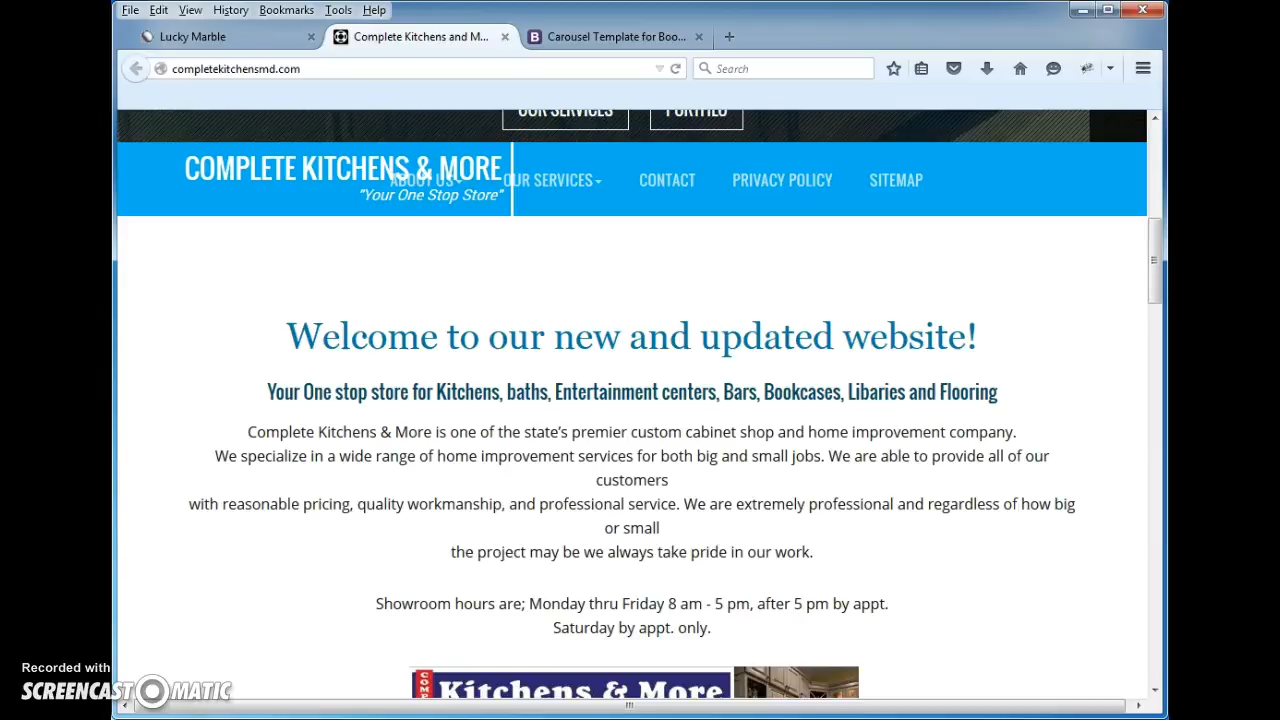 File Edit View History Bookmarks Tools Help
Lucky Marble
Complete Kitchens and M...
Carousel Template for Boo...
completekitchensmd.com
Search
OUR SERVICES
PORTFILO
COMPLETE KITCHENS & MORE
"Your One Stop Store"
ABOUT US
OUR SERVICES
CONTACT
PRIVACY POLICY
SITEMAP
Welcome to our new and updated website!
Your One stop store for Kitchens, baths, Entertainment centers, Bars, Bookcases, Libaries and Flooring
Complete Kitchens & More is one of the state's premier custom cabinet shop and home improvement company.
We specialize in a wide range of home improvement services for both big and small jobs. We are able to provide all of our
customers
with reasonable pricing, quality workmanship, and professional service. We are extremely professional and regardless of how big
or small
the project may be we always take pride in our work.
Showroom hours are; Monday thru Friday 8 am - 5 pm, after 5 pm by appt.
Saturday by appt. only.
Kitchens & More
Recorded with
SCREENCAST-O-MATIC